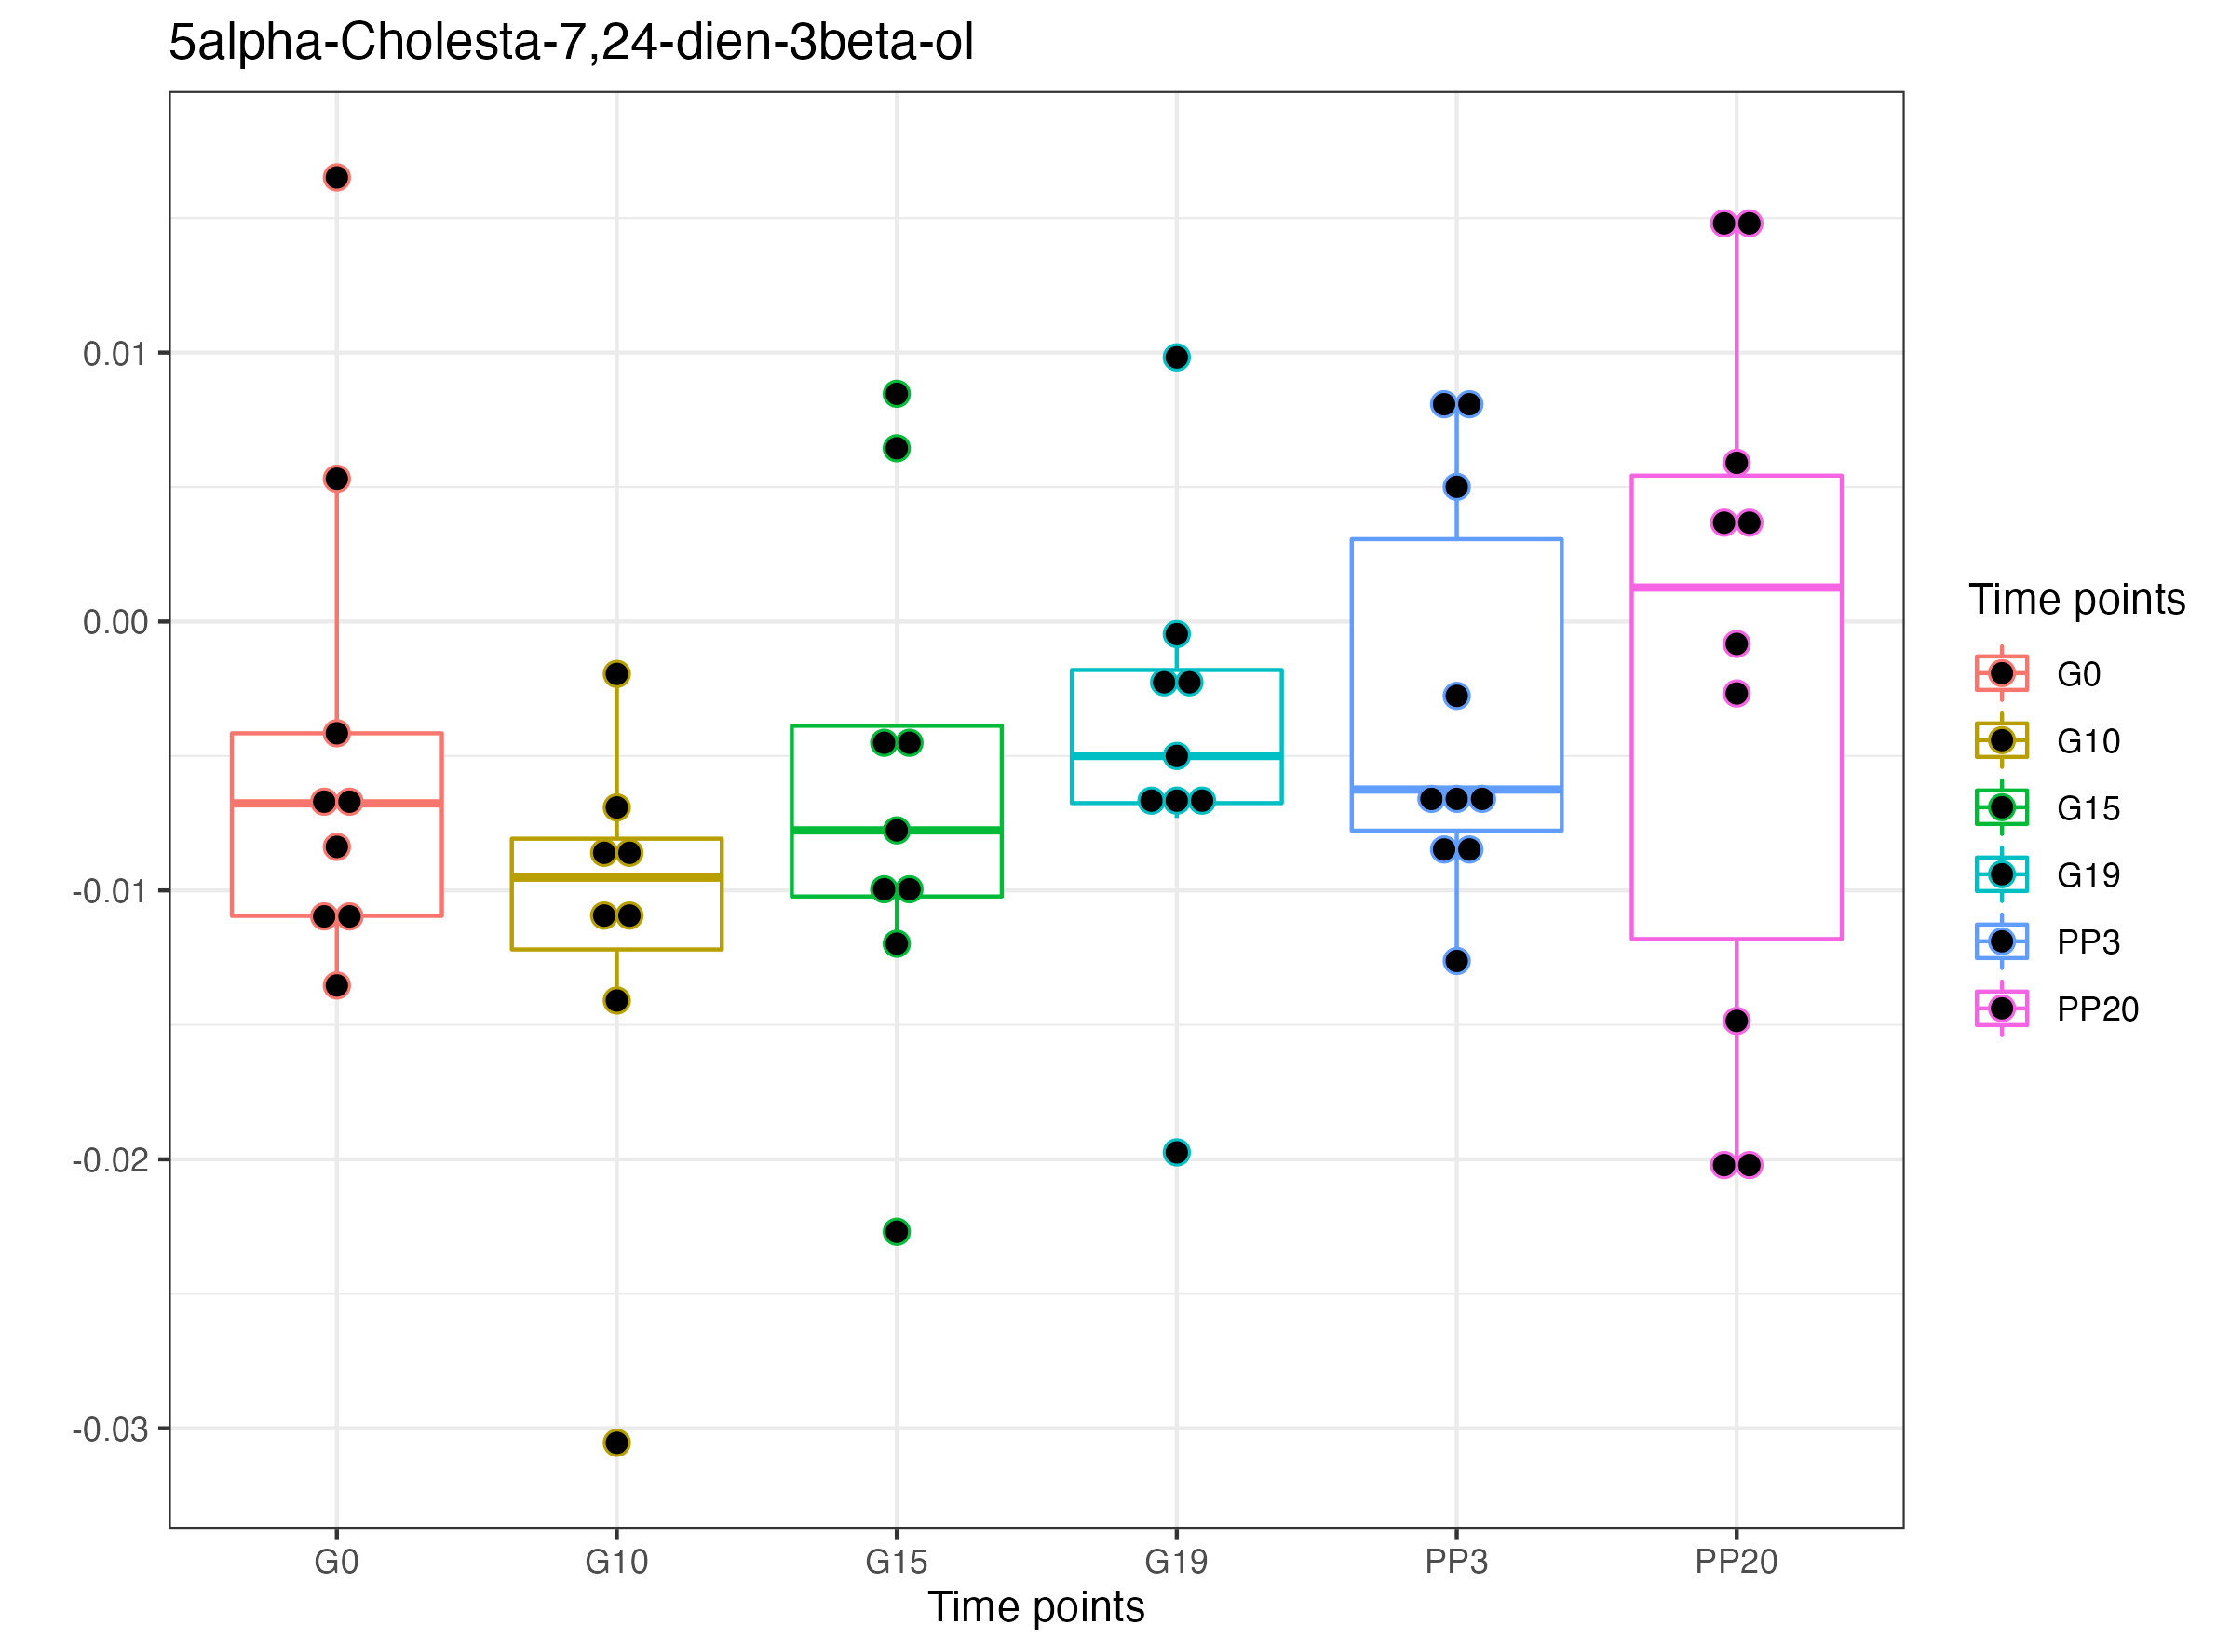 5alpha-Cholesta-7,24-dien-3beta-ol
0.01
0.00
-0.01
-0.02
-0.03
G0 G10 G15 G19 PP3 PP20
Time points
Time points
G0
G10
G15
G19
PP3
PP20